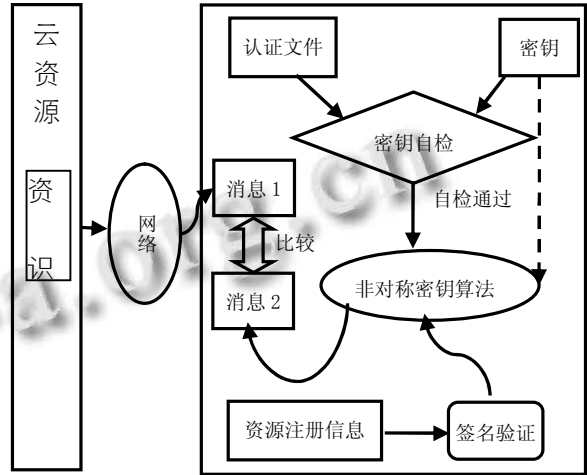 云资源
资
识
网络
认证文件
密钥
密钥自检
自检通过
消息 1
比较
消息 2
非对称密钥算法
资源注册信息
签名验证